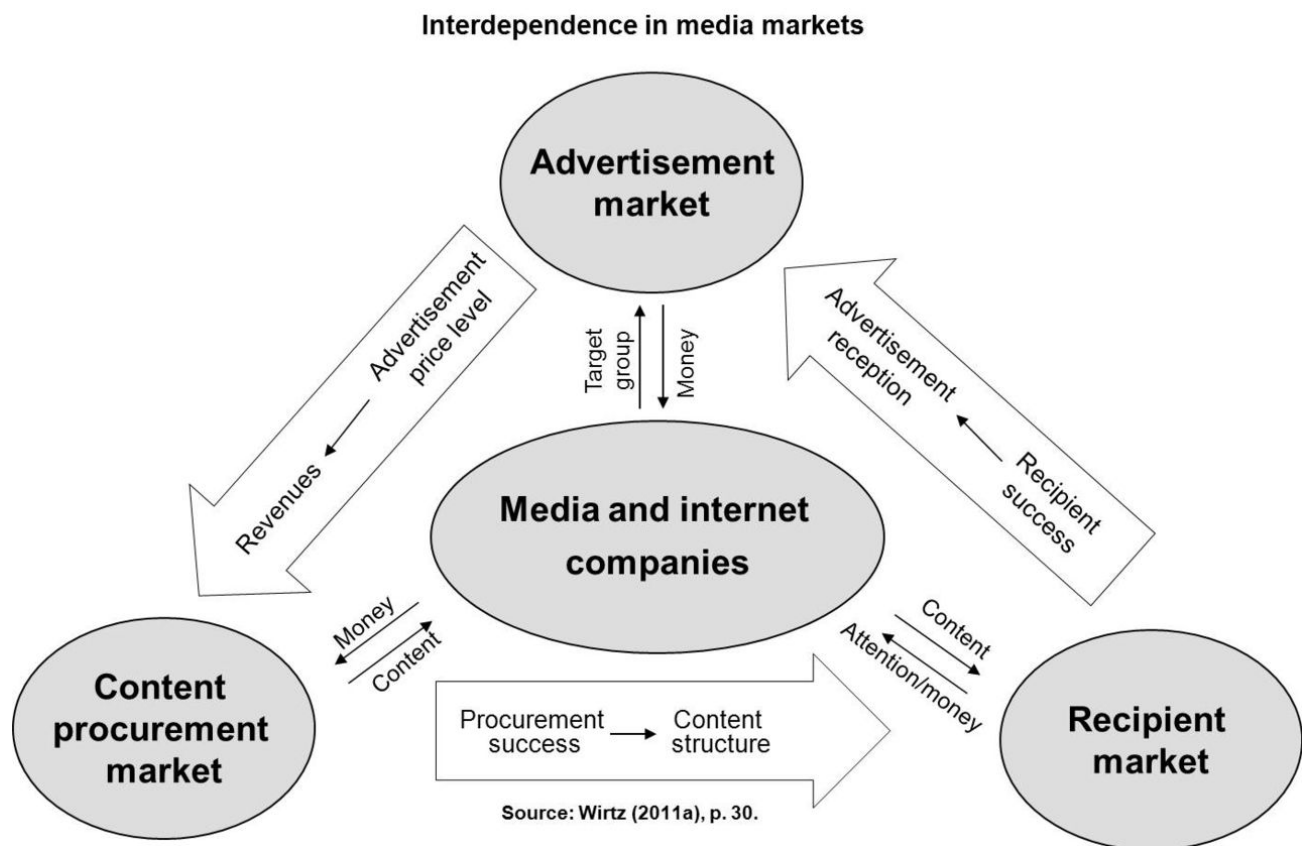 Interdependence in media markets
Advertisement
market
Advertisement
price level
Revenues
Target
group
Money
Advertisement
reception
Recipient
success
Media and internet
companies
Money
Content
Content
Attention/money
Content
procurement
market
Procurement
success
Content
structure
Recipient
market
Source: Wirtz (2011a), p. 30.